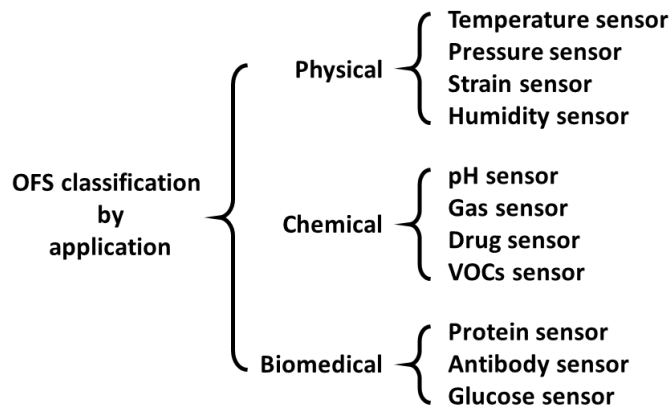 OFS classification
by
application
Physical
Temperature sensor
Pressure sensor
Strain sensor
Humidity sensor
Chemical
pH sensor
Gas sensor
Drug sensor
VOCs sensor
Biomedical
Protein sensor
Antibody sensor
Glucose sensor